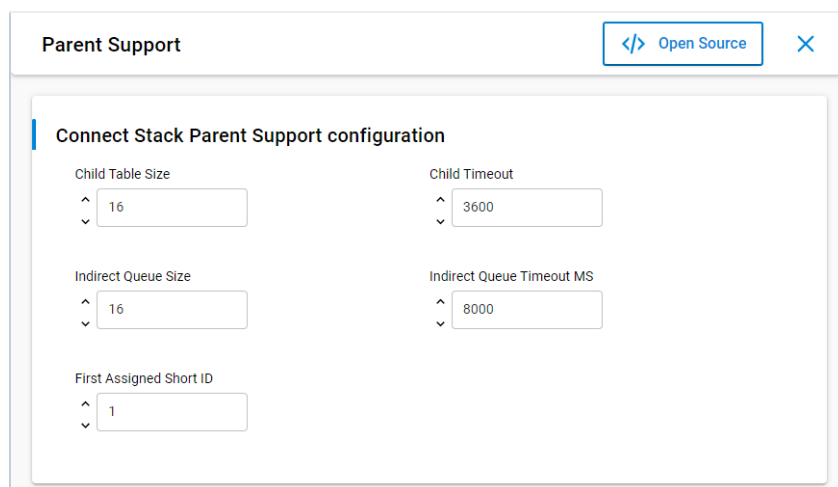 Parent Support
</> Open Source
Connect Stack Parent Support configuration
Child Table Size
Child Timeout
16
3600
Indirect Queue Size
Indirect Queue Timeout MS
16
8000
First Assigned Short ID
1